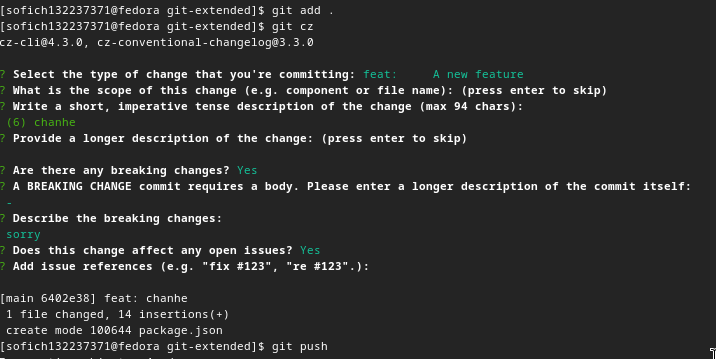 [sofich132237371@fedora git-extended]$ git add .
[sofich132237371@fedora git-extended]$ git cz
cz-cli@4.3.0, cz-conventional-changelog@3.3.0
? Select the type of change that you're committing: feat:     A new feature
? What is the scope of this change (e.g. component or file name): (press enter to skip)
? Write a short, imperative tense description of the change (max 94 chars):
(6) chanhe
? Provide a longer description of the change: (press enter to skip)
? Are there any breaking changes? Yes
? A BREAKING CHANGE commit requires a body. Please enter a longer description of the commit itself:
-
? Describe the breaking changes:
sorry
? Does this change affect any open issues? Yes
? Add issue references (e.g. "fix #123", "re #123".):
[main 6402e38] feat: chanhe
1 file changed, 14 insertions(+)
create mode 100644 package.json
[sofich132237371@fedora git-extended]$ git push